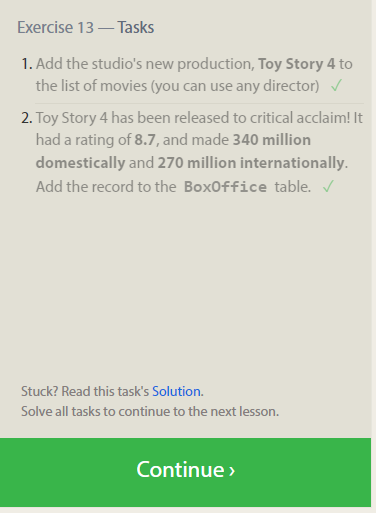 Exercise 13 — Tasks
1. Add the studio's new production, Toy Story 4 to
the list of movies (you can use any director) ✓
2. Toy Story 4 has been released to critical acclaim! It
had a rating of 8.7, and made 340 million
domestically and 270 million internationally.
Add the record to the BoxOffice table. ✓
Stuck? Read this task's Solution.
Solve all tasks to continue to the next lesson.
Continue ›